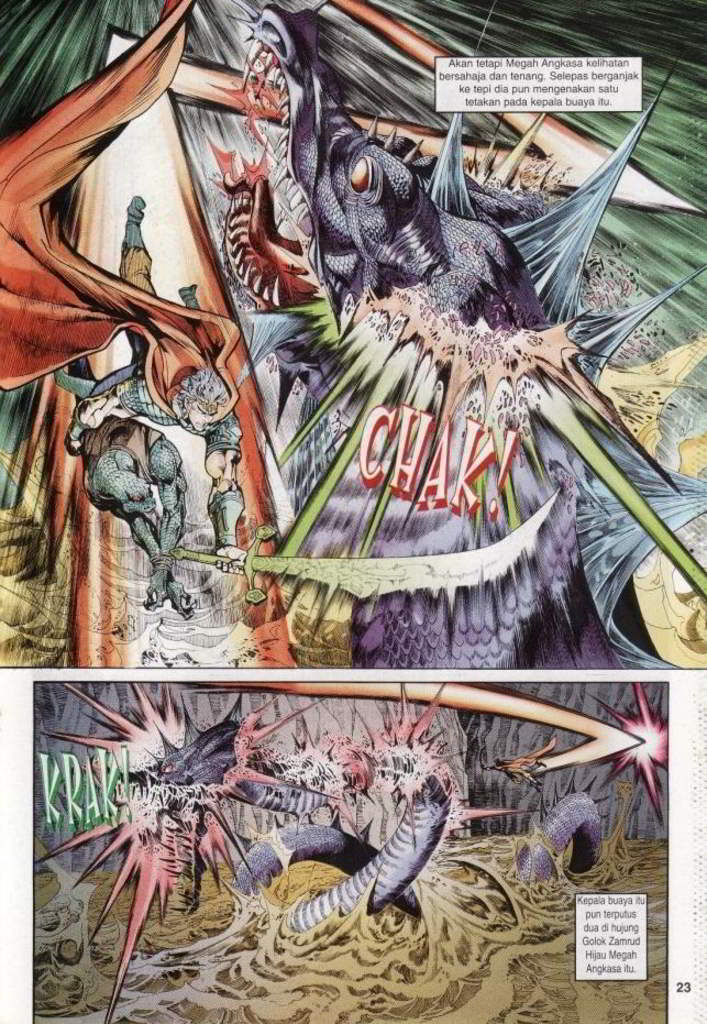 Akan tetapi Megah Angkasa kelihatan
bersahaja dan tenang. Selepas berganjak
ke tepi dia pun mengenakan satu
tetakan pada kepala buaya itu.
CHAK!
KRAK!
Kepala buaya itu
pun terputus
dua di hujung
Golok Zamrud
Hijau Megah
Angkasa itu.
23